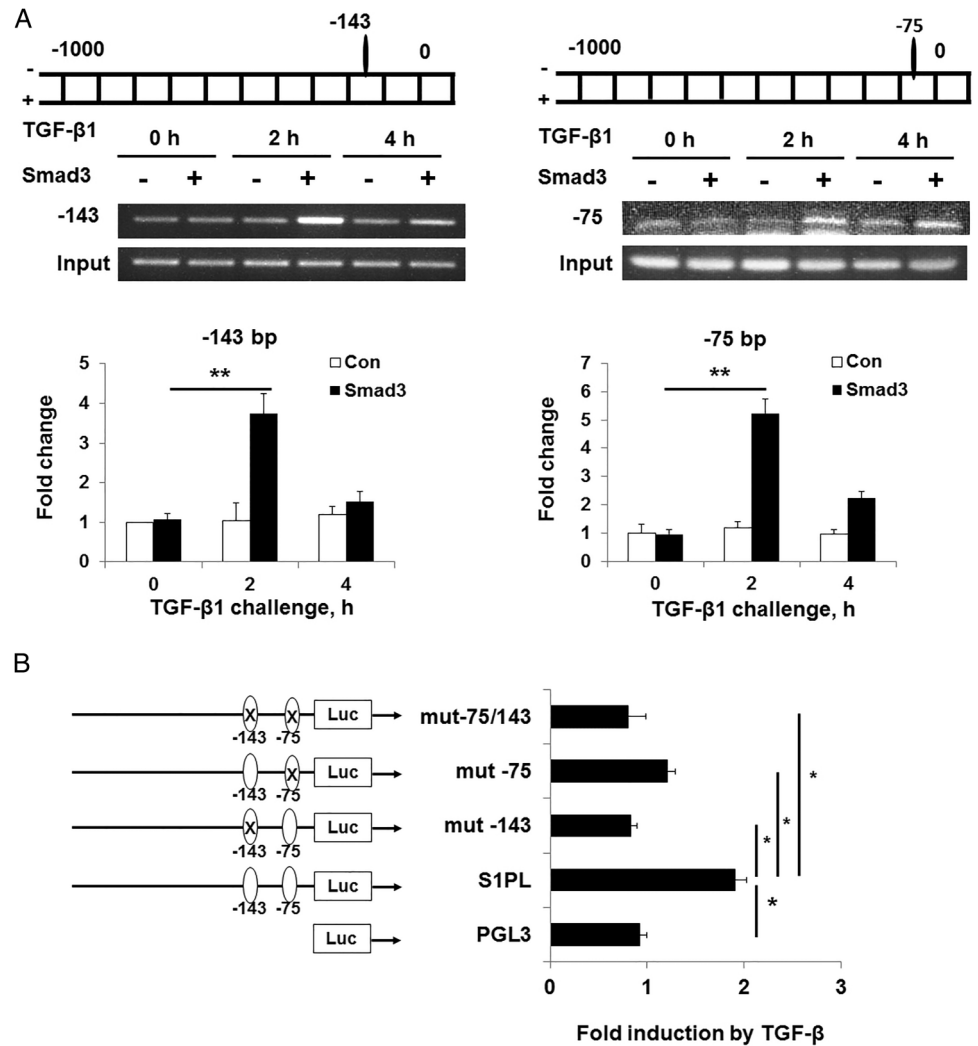 A
-143
-1000
0
-
+
TGF-β1
0 h 2 h 4 h
Smad3
- + - + - +
-143
Input
-75
-1000
0
-
+
TGF-β1
0 h 2 h 4 h
Smad3
- + - + - +
-75
Input
-143 bp
Con
Smad3
**
Fold change
5
4
3
2
1
0
0 2 4
TGF-β1 challenge, h
-75 bp
Con
Smad3
**
Fold change
7
6
5
4
3
2
1
0
0 2 4
TGF-β1 challenge, h
B
X X Luc mut-75/143
-143 -75
X Luc mut -75
-143 -75
X Luc mut -143
-143 -75
Luc S1PL
-143 -75
Luc PGL3
*
*
*
*
0 1 2 3
Fold induction by TGF-β